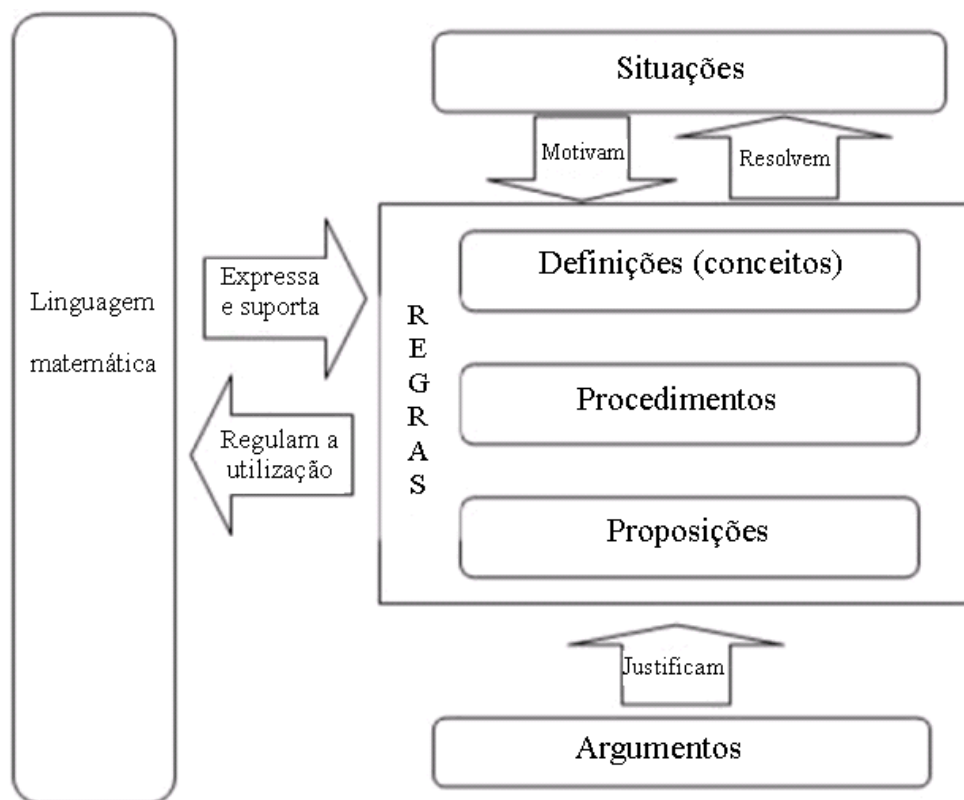 Situações
Motivam
Resolvem
Linguagem
matemática
Expressa
e suporta
Regulam a
utilização
R
E
G
R
A
S
Definições (conceitos)
Procedimentos
Proposições
Justificam
Argumentos